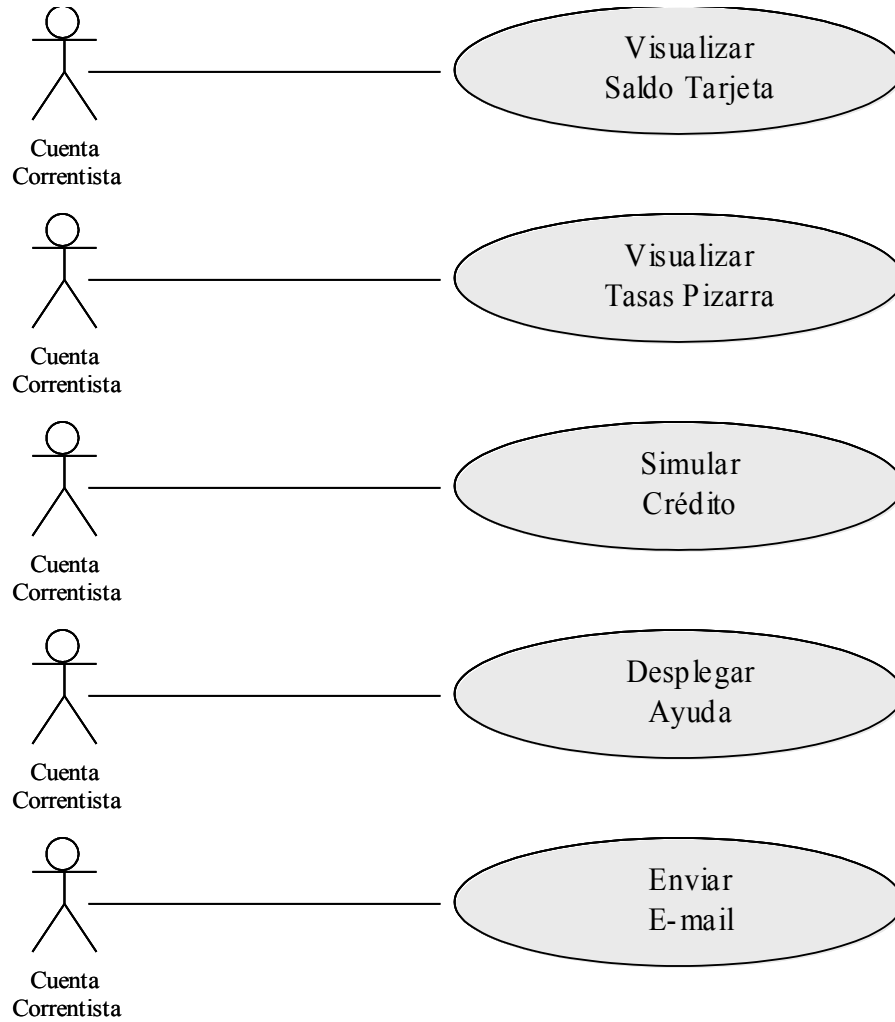 Visualizar
Saldo Tarjeta
Cuenta
Correntista
Visualizar
Tasas Pizarra
Cuenta
Correntista
Simular
Crédito
Cuenta
Correntista
Desplegar
Ayuda
Cuenta
Correntista
Enviar
E-mail
Cuenta
Correntista